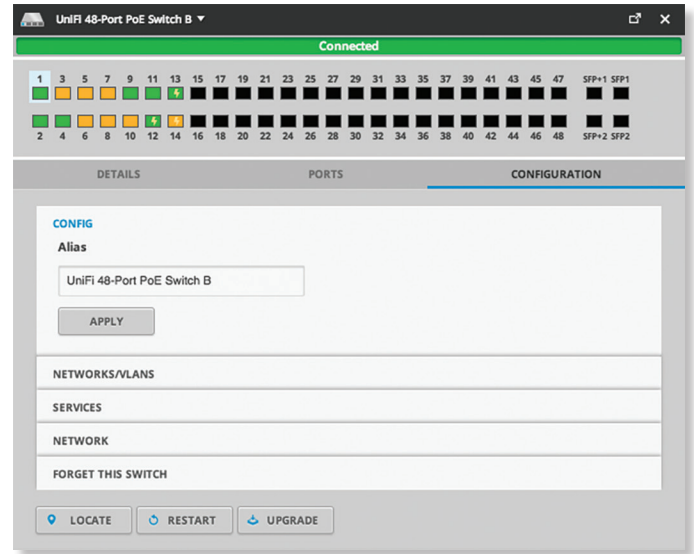 UniFi 48-Port PoE Switch B
Connected
1 3 5 7 9 11 13 15 17 19 21 23 25 27 29 31 33 35 37 39 41 43 45 47 SFP+1 SFP1
2 4 6 8 10 12 14 16 18 20 22 24 26 28 30 32 34 36 38 40 42 44 46 48 SFP+2 SFP2
DETAILS PORTS CONFIGURATION
CONFIG
Alias
UniFi 48-Port PoE Switch B
APPLY
NETWORKS/VLANS
SERVICES
NETWORK
FORGET THIS SWITCH
LOCATE RESTART UPGRADE